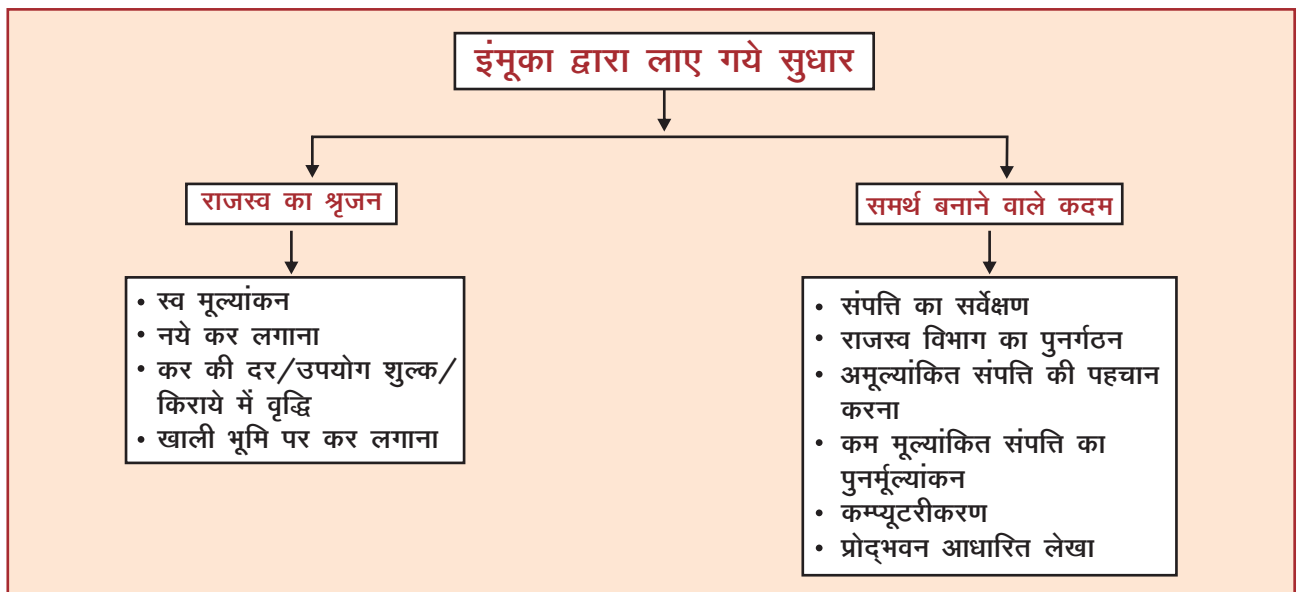 इंमूका द्वारा लाए गये सुधार
राजस्व का श्रृजन
समर्थ बनाने वाले कदम
• स्व मूल्यांकन
• नये कर लगाना
• कर की दर/उपयोग शुल्क/
किराये में वृद्धि
• खाली भूमि पर कर लगाना
• संपत्ति का सर्वेक्षण
• राजस्व विभाग का पुनर्गठन
• अमूल्यांकित संपत्ति की पहचान
करना
• कम मूल्यांकित संपत्ति का
पुनर्मूल्यांकन
• कम्प्यूटरीकरण
• प्रोद्‌भवन आधारित लेखा